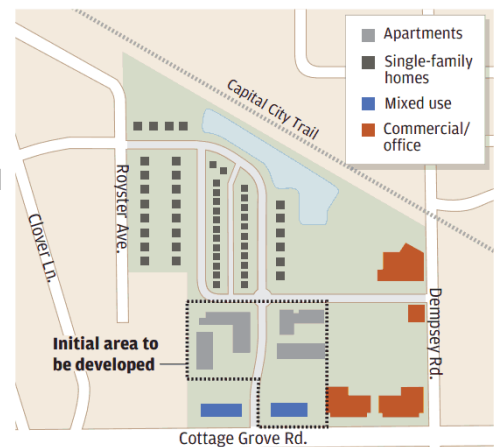 Apartments
Single-family
homes
Mixed use
Commercial/
office
Capital City Trail
Royster Ave.
Clover Ln.
Dempsey Rd.
Initial area to
be developed
Cottage Grove Rd.